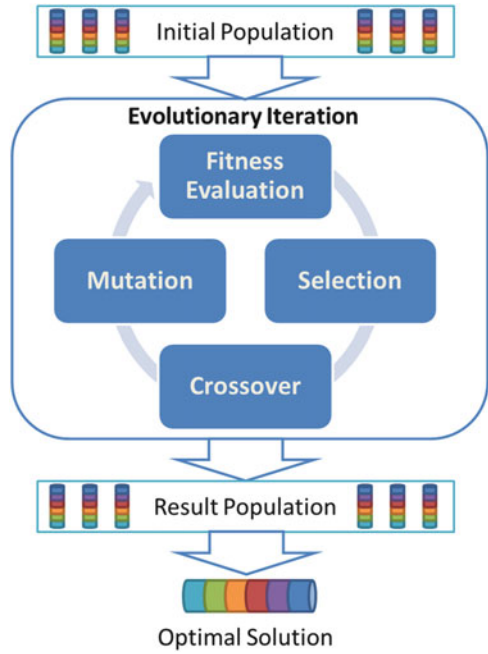 Initial Population
Evolutionary Iteration
Fitness
Evaluation
Mutation
Selection
Crossover
Result Population
Optimal Solution